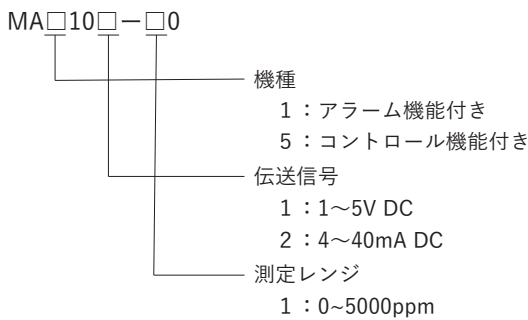 MA□10□－□0
機種
1：アラーム機能付き
5：コントロール機能付き
伝送信号
1：1～5V DC
2：4～40mA DC
測定レンジ
1：0~5000ppm